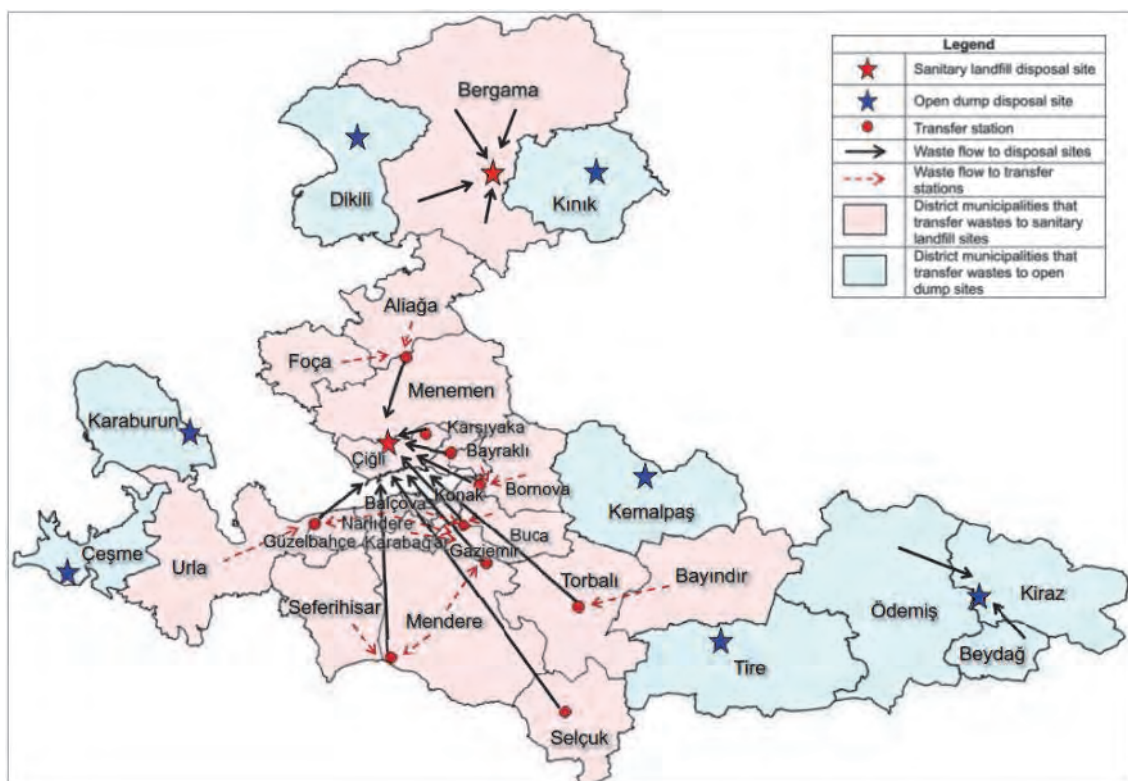 Legend
Sanitary landfill disposal site
Open dump disposal site
Transfer station
Waste flow to disposal sites
Waste flow to transfer
stations
District municipalities that
transfer wastes to sanitary
landfill sites
District municipalities that
transfer wastes to open
dump sites
Bergama
Dikili
Kınık
Aliağa
Foça
Menemen
Karaburun
Karşıyaka
Çiğli
Bayraklı
Konak
Bornova
Kemalpaş
Balçova
Narlıdere
Güzelbahçe
Karabağlar
Buca
Gaziemir
Çeşme
Urla
Seferihisar
Mendere
Torbalı
Bayındır
Ödemiş
Kiraz
Beydağ
Tire
Selçuk